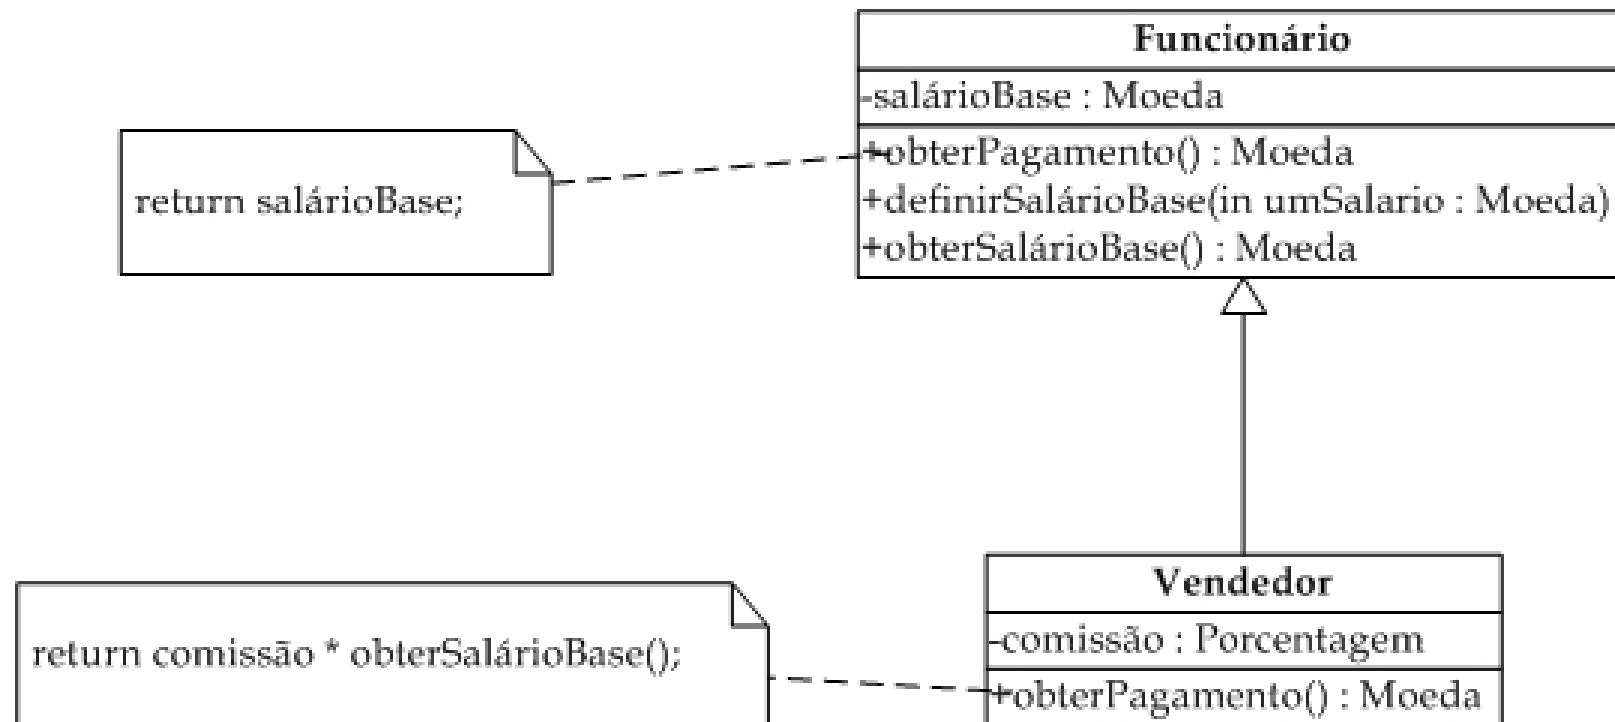 Funcionário
-salárioBase : Moeda
+obterPagamento() : Moeda
+definirSalárioBase(in umSalario : Moeda)
+obterSalárioBase() : Moeda
return salárioBase;
Vendedor
-comissão : Porcentagem
+obterPagamento() : Moeda
return comissão * obterSalárioBase();